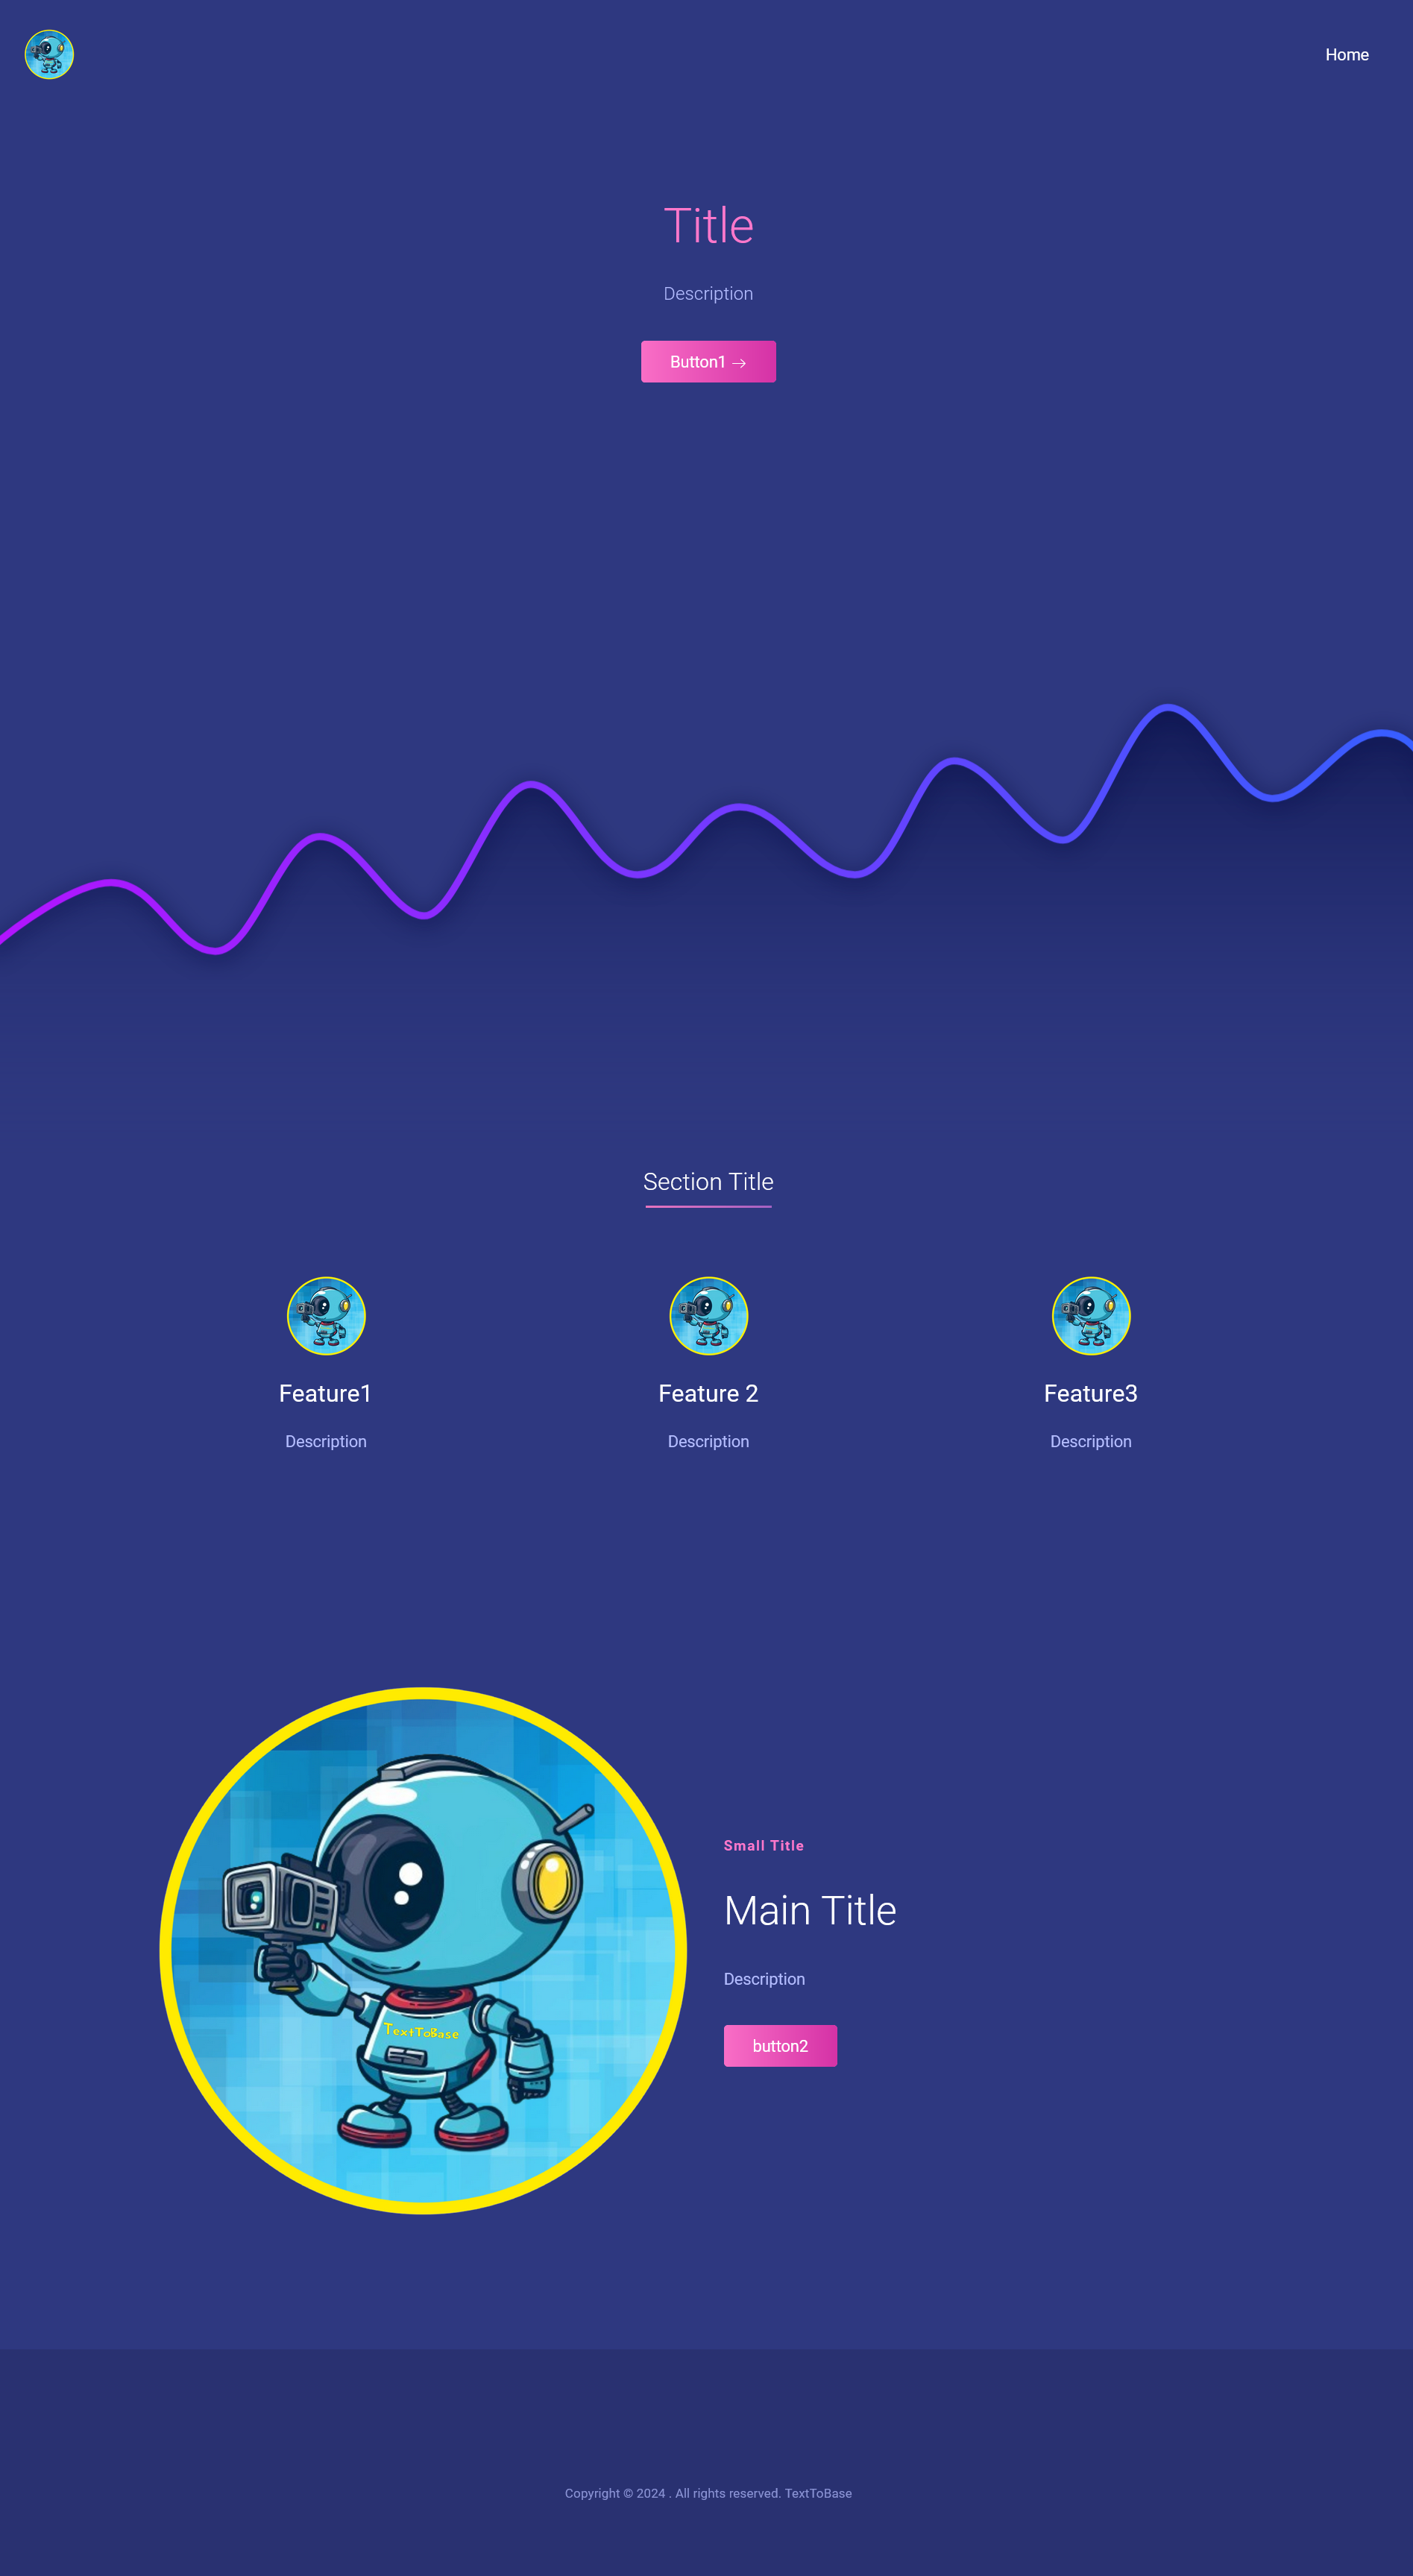 Home
Title
Description
Button1 →
Section Title
Feature1
Feature 2
Feature3
Description
Description
Description
Small Title
Main Title
Description
TextToBase
button2
Copyright © 2024 . All rights reserved. TextToBase